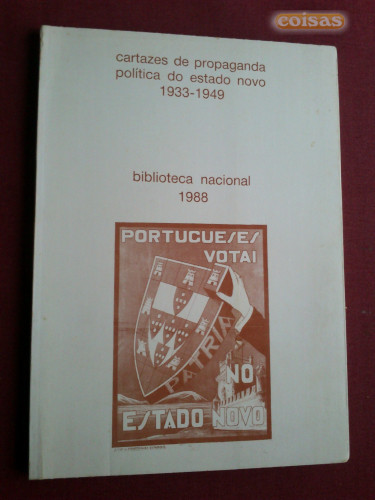 coisas
cartazes de propaganda
política do estado novo
1933-1949
biblioteca nacional
1988
PORTUGUESES
VOTAI
PATRIA
NO
ESTADO NOVO